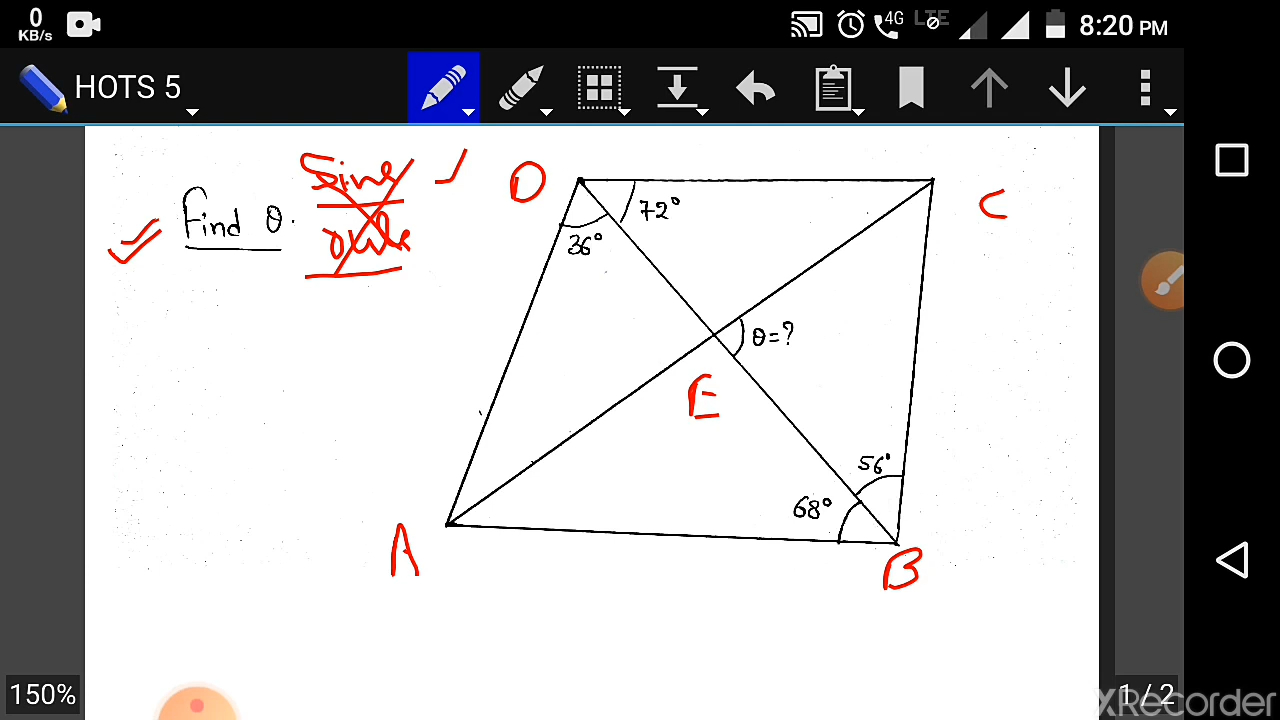 0
KB/s
4G
LTE
8:20 PM
HOTS 5
Find θ.
Sine
rule
D
72°
36°
C
θ=?
E
56°
68°
A
B
150%
1/2
XRecorder